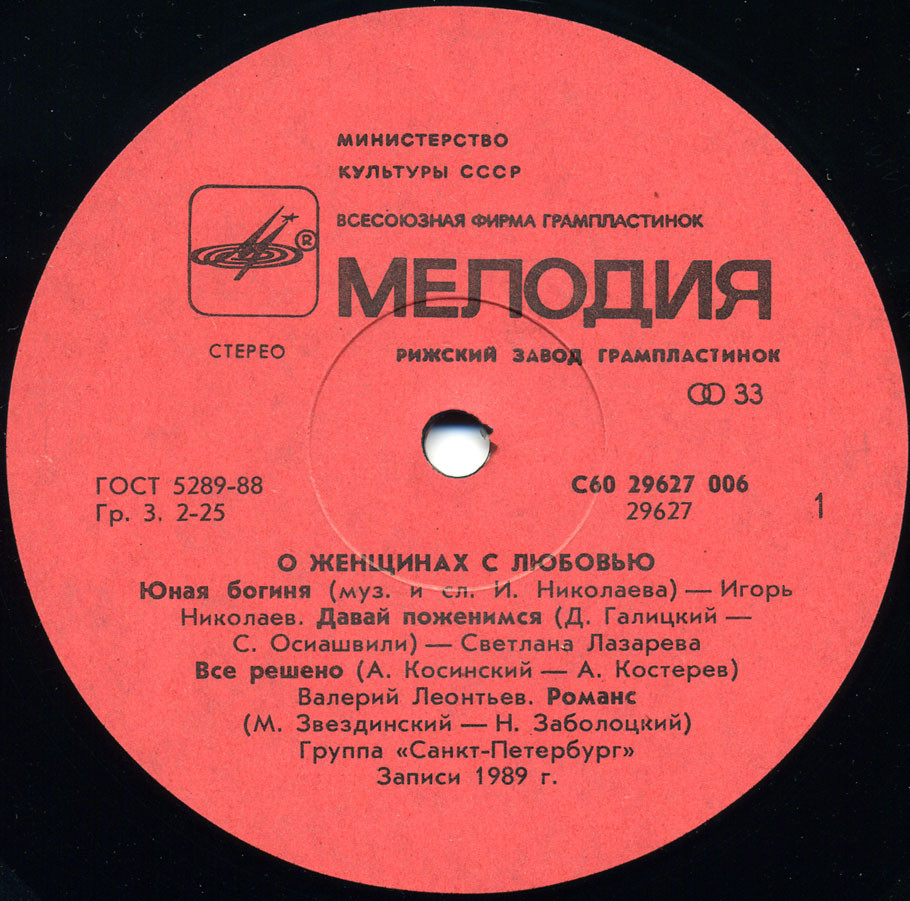 МИНИСТЕРСТВО
КУЛЬТУРЫ СССР
ВСЕСОЮЗНАЯ ФИРМА ГРАМПЛАСТИНОК
®
МЕЛОДИЯ
СТЕРЕО
РИЖСКИЙ ЗАВОД ГРАМПЛАСТИНОК
33
ГОСТ 5289-88
Гр. 3. 2-25
С60 29627 006
29627
1
О ЖЕНЩИНАХ С ЛЮБОВЬЮ
Юная богиня (муз. и сл. И. Николаева) — Игорь
Николаев. Давай поженимся (Д. Галицкий —
С. Осиашвили) — Светлана Лазарева
Все решено (А. Косинский — А. Костерев)
Валерий Леонтьев. Романс
(М. Звездинский — Н. Заболоцкий)
Группа «Санкт-Петербург»
Записи 1989 г.